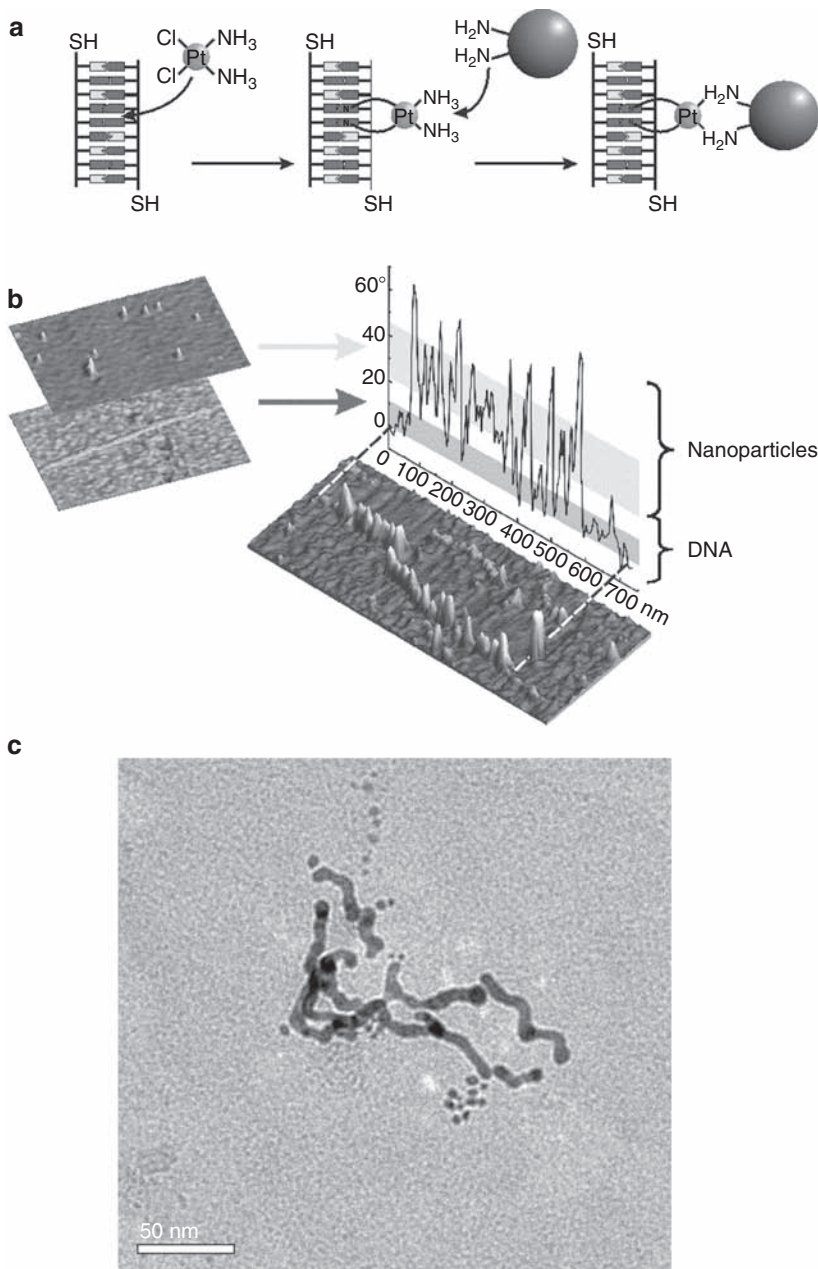 a
SH
Cl
NH3
Pt
Cl
NH3
SH
SH
N
N
NH3
Pt
NH3
SH
H2N
H2N
SH
Pt
H2N
H2N
SH
b
60°
40
20
0
0 100 200 300 400 500 600 700 nm
Nanoparticles
DNA
c
50 nm